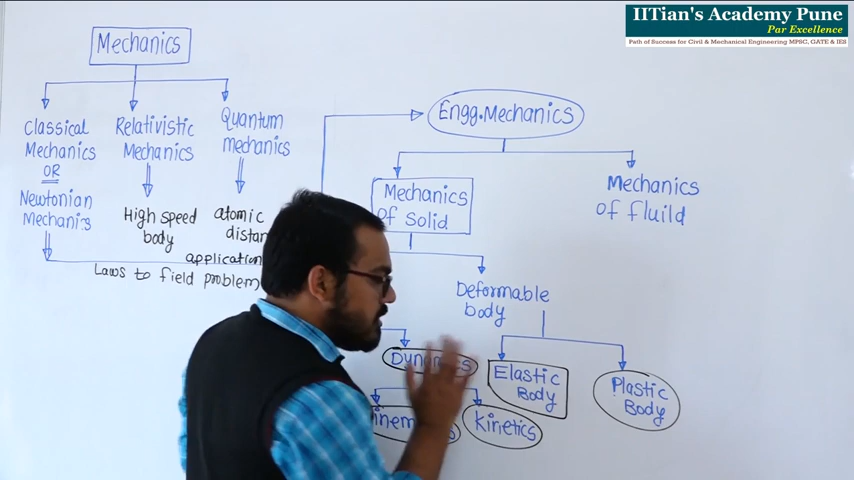 IITian's Academy Pune
Par Excellence
Path of Success for Civil & Mechanical Engineering MPSC, GATE & IES
Mechanics
Classical
Mechanics
OR
Newtonian
Mechanics
Relativistic
Mechanics
High speed
body
Quantum
mechanics
atomic
distan
application
Laws to field problem
Engg.Mechanics
Mechanics
of solid
Mechanics
of fluild
Deformable
body
Elastic
Body
Plastic
Body
Kinetics